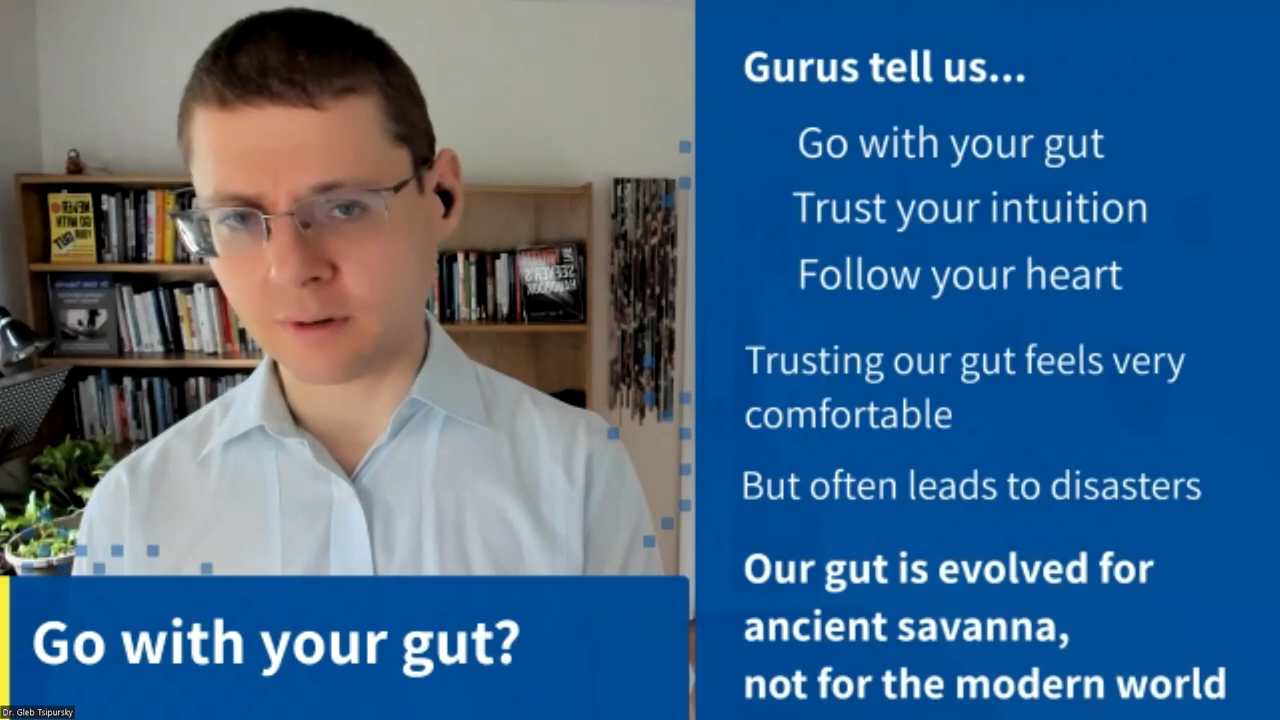 Gurus tell us...
Go with your gut
Trust your intuition
Follow your heart
Trusting our gut feels very
comfortable
But often leads to disasters
Our gut is evolved for
ancient savanna,
not for the modern world
Go with your gut?
Dr. Gleb Tsipursky
NEVER
GO WITH
YOUR
GUT
SEEKER'S
HANDBOOK